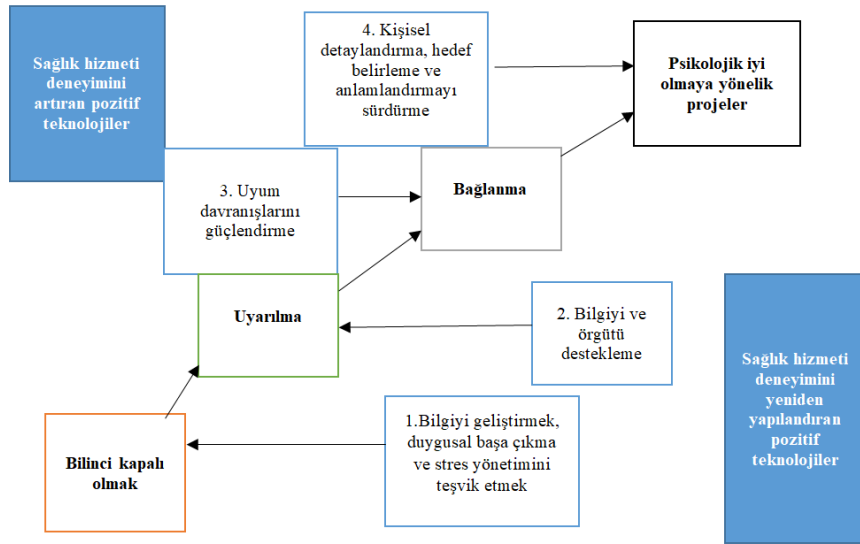 Sağlık hizmeti
deneyimini
artıran pozitif
teknolojiler
4. Kişisel
detaylandırma, hedef
belirleme ve
anlamlandırmayı
sürdürme
Psikolojik iyi
olmaya yönelik
projeler
3. Uyum
davranışlarını
güçlendirme
Bağlanma
Uyarılma
2. Bilgiyi ve
örgütü
destekleme
Sağlık hizmeti
deneyimini
yeniden
yapılandıran
pozitif
teknolojiler
Bilinci kapalı
olmak
1.Bilgiyi geliştirmek,
duygusal başa çıkma
ve stres yönetimini
teşvik etmek